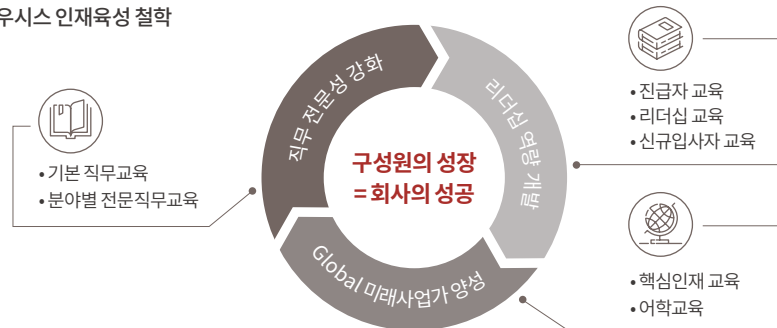 우시스 인재육성 철학
직무 전문성 강화
리더십 역량 개발
Global 미래사업가 양성
구성원의 성장
= 회사의 성공
• 기본 직무교육
• 분야별 전문직무교육
• 진급자 교육
• 리더십 교육
• 신규입사자 교육
• 핵심인재 교육
• 어학교육